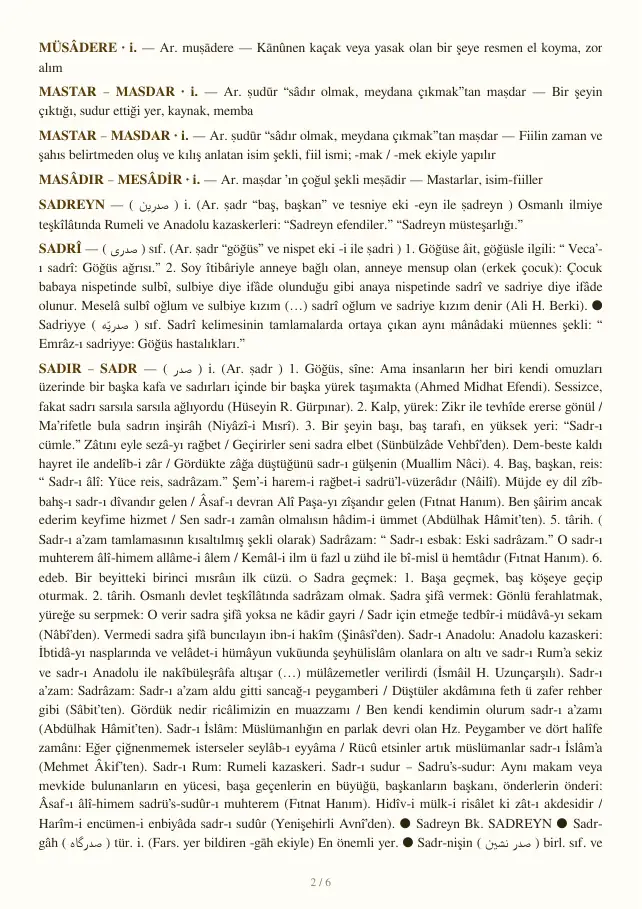 MÜSÂDERE · i. — Ar. muṣādere — Kānûnen kaçak veya yasak olan bir şeye resmen el koyma, zor
alım
MASTAR – MASDAR · i. — Ar. ṣudūr “sâdır olmak, meydana çıkmak”tan maṣdar — Bir şeyin
çıktığı, sudur ettiği yer, kaynak, memba
MASTAR – MASDAR · i. — Ar. ṣudūr “sâdır olmak, meydana çıkmak”tan maṣdar — Fiilin zaman ve
şahıs belirtmeden oluş ve kılış anlatan isim şekli, fiil ismi; -mak / -mek ekiyle yapılır
MASÂDIR – MESÂDİR · i. — Ar. maṣdar ’ın çoğul şekli meṣādir — Mastarlar, isim-fiiller
SADREYN — ( صدرين ) i. (Ar. ṣadr “baş, başkan” ve tesniye eki -eyn ile ṣadreyn ) Osmanlı ilmiye
teşkîlâtında Rumeli ve Anadolu kazaskerleri: “Sadreyn efendiler.” “Sadreyn müsteşarlığı.”
SADRÎ — ( صدرى ) sıf. (Ar. ṣadr “göğüs” ve nispet eki -і ile ṣadrі ) 1. Göğüse âit, göğüsle ilgili: “ Veca’-
ı sadrî: Göğüs ağrısı.” 2. Soy îtibâriyle anneye bağlı olan, anneye mensup olan (erkek çocuk): Çocuk
babaya nispetinde sulbî, sulbiye diye ifâde olunduğu gibi anaya nispetinde sadrî ve sadriye diye ifâde
olunur. Meselâ sulbî oğlum ve sulbiye kızım (…) sadrî oğlum ve sadriye kızım denir (Ali H. Berki). ●
Sadriyye ( صدريّه ) sıf. Sadrî kelimesinin tamlamalarda ortaya çıkan aynı mânâdaki müennes şekli: “
Emrâz-ı sadriyye: Göğüs hastalıkları.”
SADIR – SADR — ( صدر ) i. (Ar. ṣadr ) 1. Göğüs, sîne: Ama insanların her biri kendi omuzları
üzerinde bir başka kafa ve sadırları içinde bir başka yürek taşımakta (Ahmed Midhat Efendi). Sessizce,
fakat sadrı sarsıla sarsıla ağlıyordu (Hüseyin R. Gürpınar). 2. Kalp, yürek: Zikr ile tevhîde ererse gönül /
Ma’rifetle bula sadrın inşirâh (Niyâzî-i Mısrî). 3. Bir şeyin başı, baş tarafı, en yüksek yeri: “Sadr-ı
cümle.” Zâtını eyle sezâ-yı rağbet / Geçirirler seni sadra elbet (Sünbülzâde Vehbî’den). Dem-beste kaldı
hayret ile andelîb-i zâr / Gördükte zâğa düştüğünü sadr-ı gülşenin (Muallim Nâci). 4. Baş, başkan, reis:
“ Sadr-ı âlî: Yüce reis, sadrâzam.” Şem’-i harem-i rağbet-i sadrü’l-vüzerâdır (Nâilî). Müjde ey dil zîb-
bahş-ı sadr-ı dîvandır gelen / Âsaf-ı devran Alî Paşa-yı zîşandır gelen (Fıtnat Hanım). Ben şâirim ancak
ederim keyfime hizmet / Sen sadr-ı zamân olmalısın hâdim-i ümmet (Abdülhak Hâmit’ten). 5. târih. (
Sadr-ı a’zam tamlamasının kısaltılmış şekli olarak) Sadrâzam: “ Sadr-ı esbak: Eski sadrâzam.” O sadr-ı
muhterem âlî-himem allâme-i âlem / Kemâl-i ilm ü fazl u zühd ile bî-misl ü hemtâdır (Fıtnat Hanım). 6.
edeb. Bir beyitteki birinci mısrâın ilk cüzü. ○ Sadra geçmek: 1. Başa geçmek, baş köşeye geçip
oturmak. 2. târih. Osmanlı devlet teşkîlâtında sadrâzam olmak. Sadra şifâ vermek: Gönlü ferahlatmak,
yüreğe su serpmek: O verir sadra şifâ yoksa ne kādir gayri / Sadr için etmeğe tedbîr-i müdâvâ-yı sekam
(Nâbî’den). Vermedi sadra şifâ buncılayın ibn-i hakîm (Şinâsî’den). Sadr-ı Anadolu: Anadolu kazaskeri:
İbtidâ-yı nasplarında ve velâdet-i hümâyun vukūunda şeyhülislâm olanlara on altı ve sadr-ı Rum’a sekiz
ve sadr-ı Anadolu ile nakîbüleşrâfa altışar (…) mülâzemetler verilirdi (İsmâil H. Uzunçarşılı). Sadr-ı
a’zam: Sadrâzam: Sadr-ı a’zam aldu gitti sancağ-ı peygamberi / Düştüler akdâmına feth ü zafer rehber
gibi (Sâbit’ten). Gördük nedir ricâlimizin en muazzamı / Ben kendi kendimin olurum sadr-ı a’zamı
(Abdülhak Hâmit’ten). Sadr-ı İslâm: Müslümanlığın en parlak devri olan Hz. Peygamber ve dört halîfe
zamânı: Eğer çiğnenmemek isterseler seylâb-ı eyyâma / Rücû etsinler artık müslümanlar sadr-ı İslâm’a
(Mehmet Âkif’ten). Sadr-ı Rum: Rumeli kazaskeri. Sadr-ı sudur – Sadru’s-sudur: Aynı makam veya
mevkide bulunanların en yücesi, başa geçenlerin en büyüğü, başkanların başkanı, önderlerin önderi:
Âsaf-ı âlî-himem sadrü’s-sudûr-ı muhterem (Fıtnat Hanım). Hidîv-i mülk-i risâlet ki zât-ı akdesidir /
Harîm-i encümen-i enbiyâda sadr-ı sudûr (Yenişehirli Avnî’den). ● Sadreyn Bk. SADREYN ● Sadr-
gâh ( صدرگاه ) tür. i. (Fars. yer bildiren -gāh ekiyle) En önemli yer. ● Sadr-nişin ( صدر نشين ) birl. sıf. ve
2 / 6